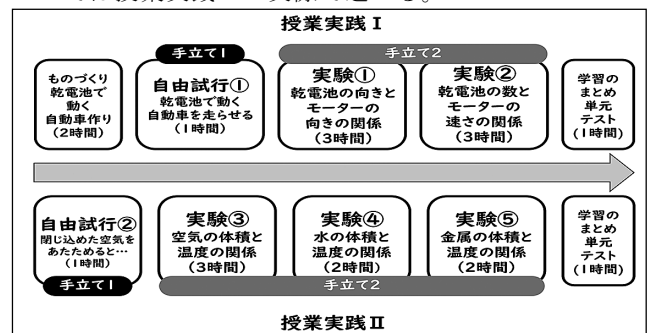 授業実践Ⅰ
手立て1
手立て2
ものづくり
乾電池で
動く
自動車作り
(2時間)
自由試行①
乾電池で動く
自動車を走らせる
(1時間)
実験①
乾電池の向きと
モーターの
向きの関係
(3時間)
実験②
乾電池の数と
モーターの
速さの関係
(3時間)
学習の
まとめ
単元
テスト
(1時間)
自由試行②
閉じ込めた空気を
あたためると…
(1時間)
手立て1
実験③
空気の体積と
温度の関係
(3時間)
実験④
水の体積と
温度の関係
(2時間)
実験⑤
金属の体積と
温度の関係
(2時間)
手立て2
学習の
まとめ
単元
テスト
(1時間)
授業実践Ⅱ